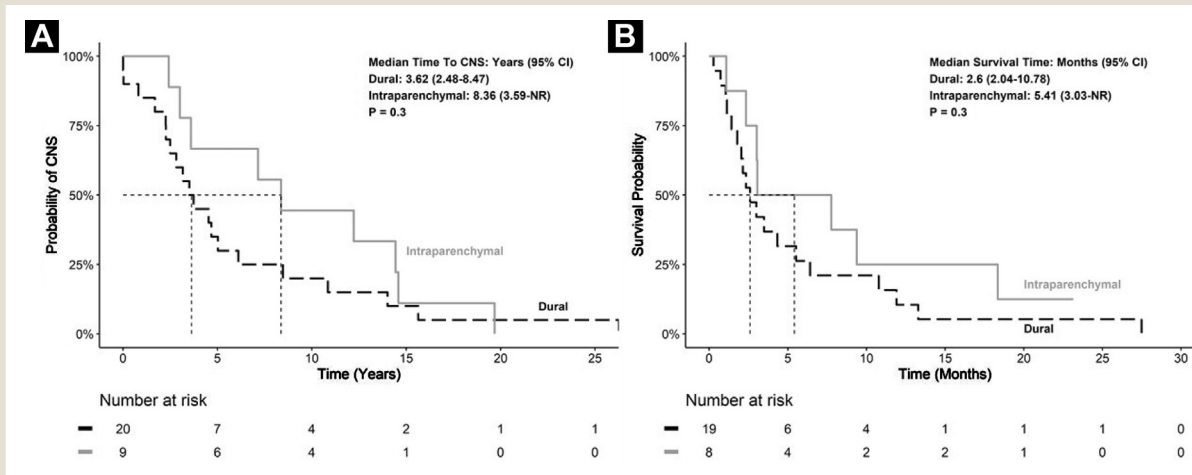 A
100%
75%
50%
25%
0%
Probability of CNS
Median Time To CNS: Years (95% CI)
Dural: 3.62 (2.48-8.47)
Intraparenchymal: 8.36 (3.59-NR)
P = 0.3
Intraparenchymal
Dural
0 5 10 15 20 25
Time (Years)
Number at risk
20 7 4 2 1 1
9 6 4 1 0 0
B
100%
75%
50%
25%
0%
Survival Probability
Median Survival Time: Months (95% CI)
Dural: 2.6 (2.04-10.78)
Intraparenchymal: 5.41 (3.03-NR)
P = 0.3
Intraparenchymal
Dural
0 5 10 15 20 25 30
Time (Months)
Number at risk
19 6 4 1 1 1 0
8 4 2 2 1 0 0